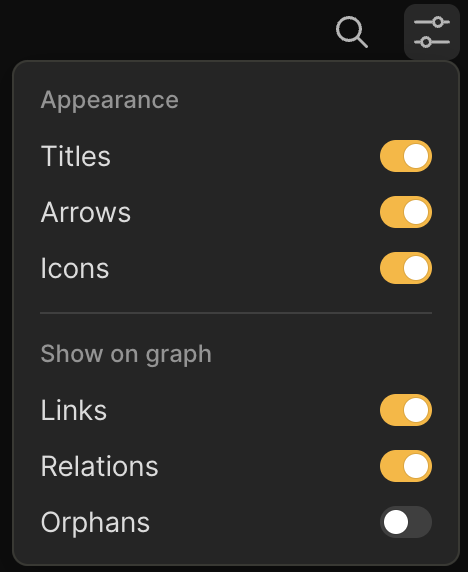 Appearance
Titles
Arrows
Icons
Show on graph
Links
Relations
Orphans